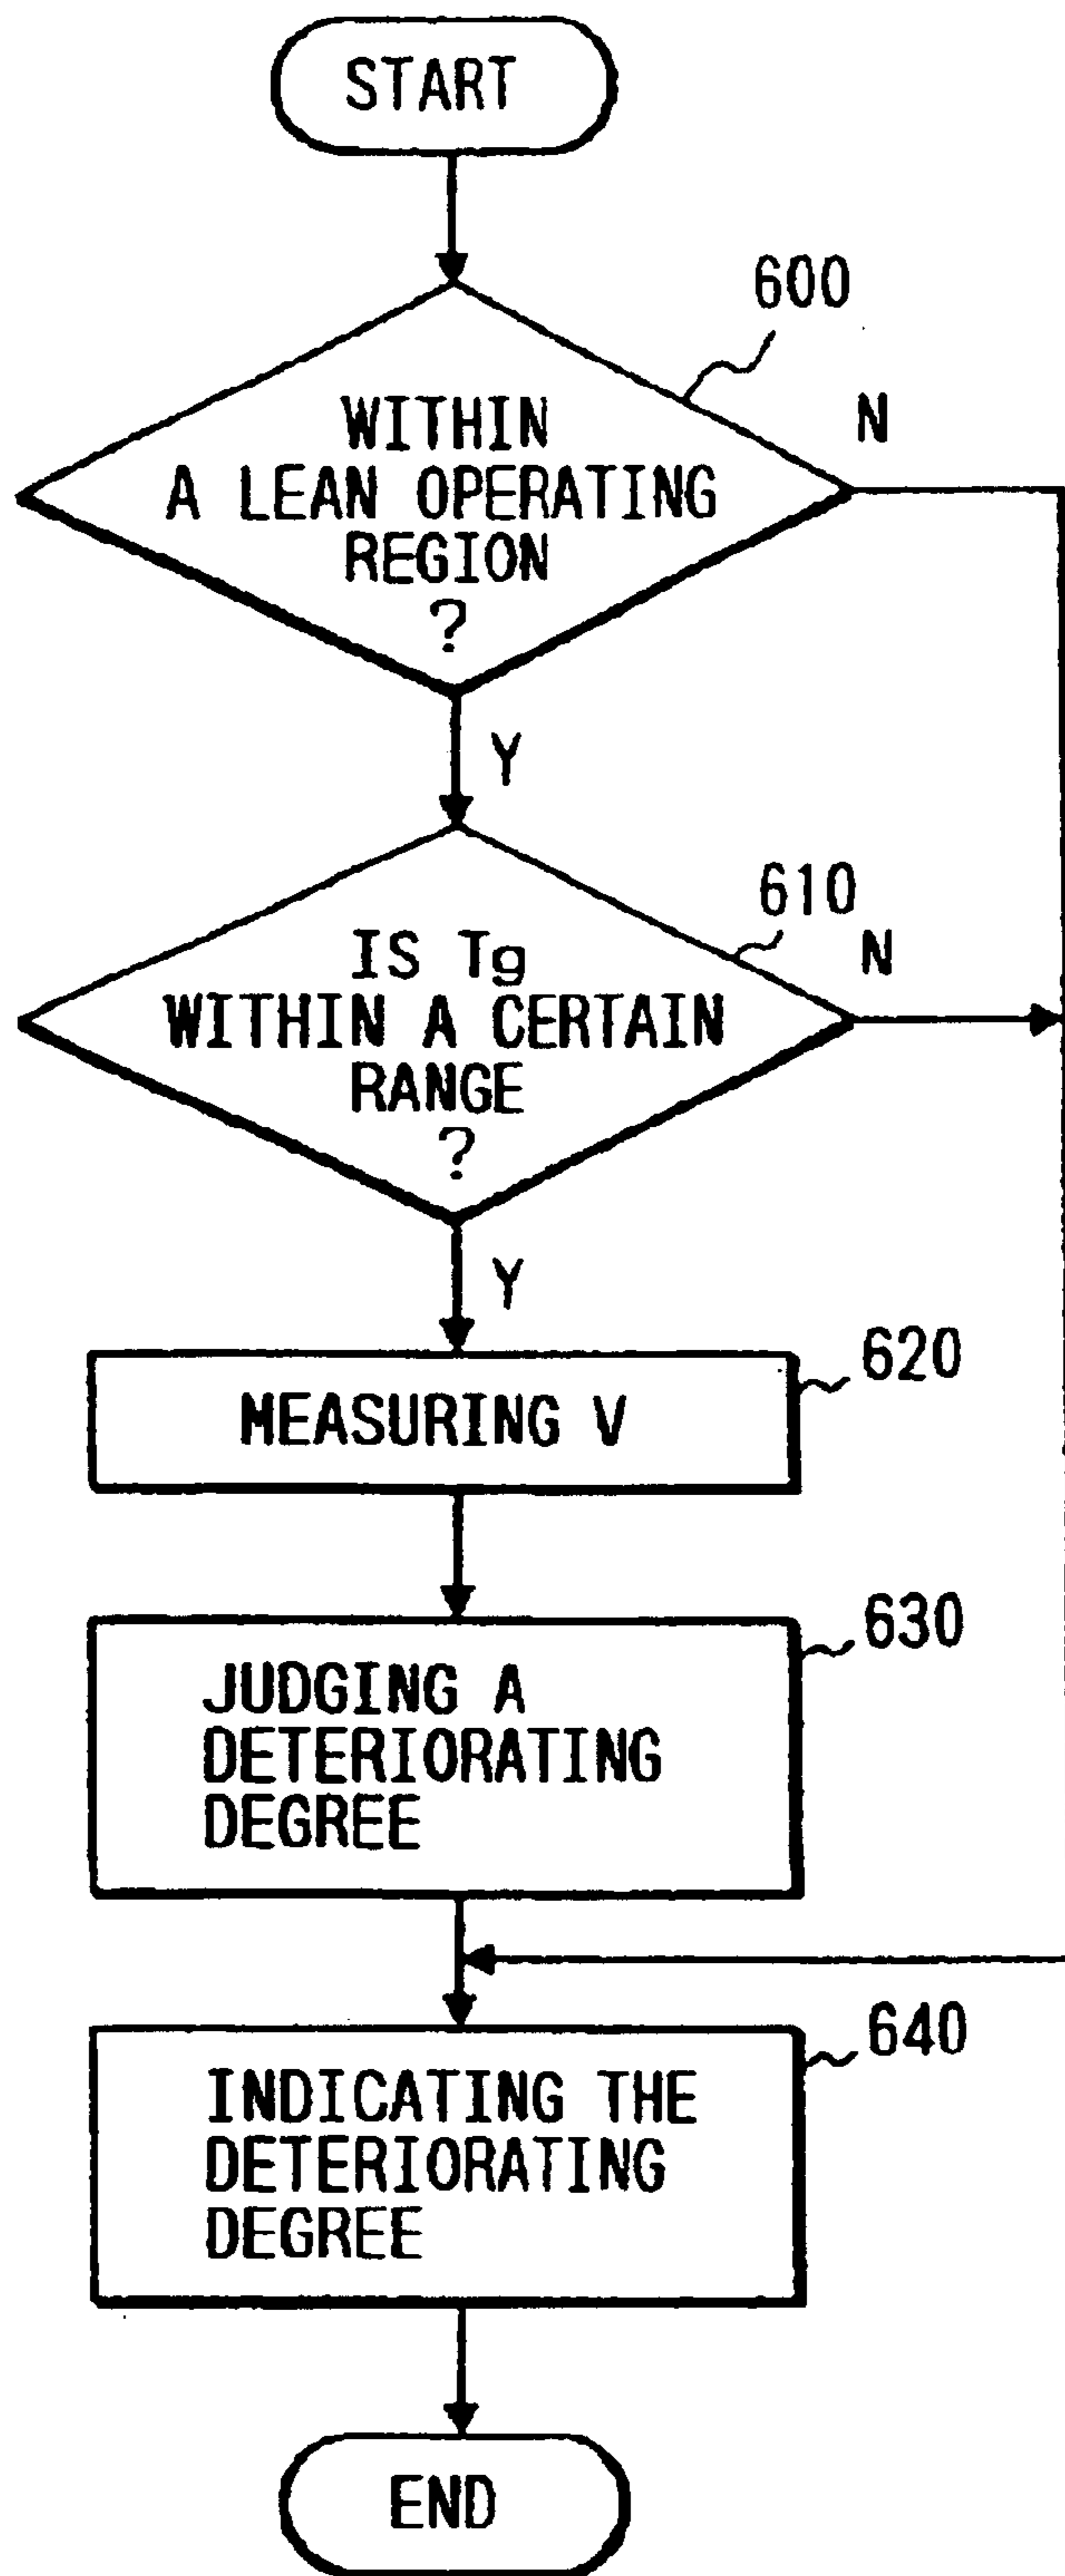 START
600
WITHIN
A LEAN OPERATING
REGION
?
N
Y
610
IS Tg
WITHIN A CERTAIN
RANGE
?
N
Y
620
MEASURING V
630
JUDGING A
DETERIORATING
DEGREE
640
INDICATING THE
DETERIORATING
DEGREE
END